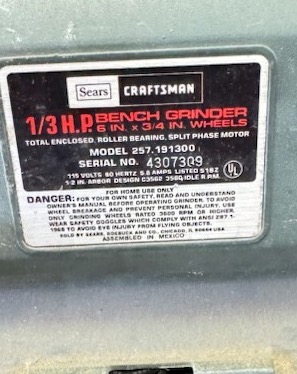 Sears CRAFTSMAN
1/3 H.P. BENCH GRINDER
6 IN. X 3/4 IN. WHEELS
TOTAL ENCLOSED, ROLLER BEARING, SPLIT PHASE MOTOR
MODEL 257.191300
SERIAL NO. 4307309
115 VOLTS 60 HERTZ 5.8 AMPS LISTED 518Z
1/2 IN. ARBOR DESIGN C3562 3580 IDLE R.P.M.
UL
FOR HOME USE ONLY
DANGER: FOR YOUR OWN SAFETY, READ AND UNDERSTAND
OWNER'S MANUAL BEFORE OPERATING GRINDER. TO AVOID
WHEEL BREAKAGE AND PREVENT PERSONAL INJURY, USE
ONLY GRINDING WHEELS RATED 3600 RPM OR HIGHER.
WEAR SAFETY GOGGLES WHICH COMPLY WITH ANSI Z87.1-
1968 TO AVOID EYE INJURY FROM FLYING OBJECTS.
SOLD BY SEARS, ROEBUCK AND CO., CHICAGO, IL 60684 USA
ASSEMBLED IN MEXICO